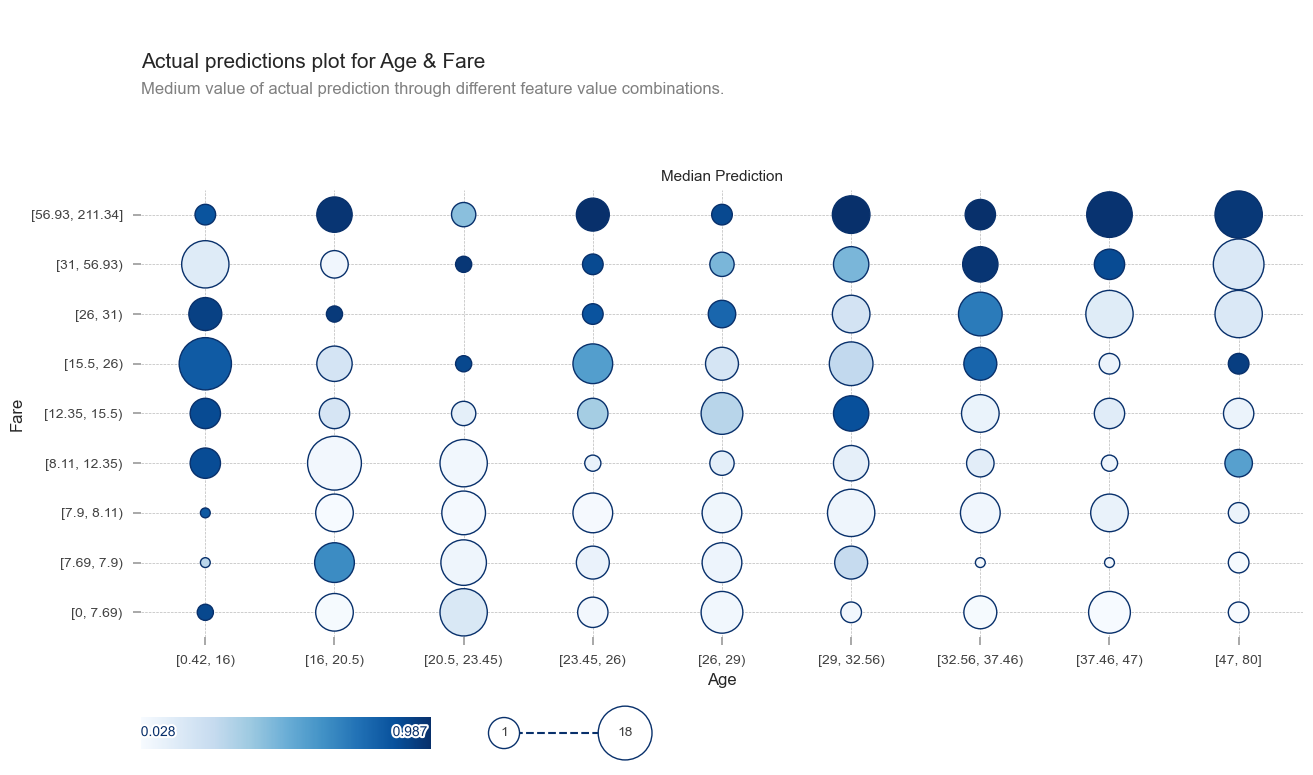 Actual predictions plot for Age & Fare
Medium value of actual prediction through different feature value combinations.
Median Prediction
Fare
[56.93, 211.34]
[31, 56.93)
[26, 31)
[15.5, 26)
[12.35, 15.5)
[8.11, 12.35)
[7.9, 8.11)
[7.69, 7.9)
[0, 7.69)
[0.42, 16) [16, 20.5) [20.5, 23.45) [23.45, 26) [26, 29) [29, 32.56) [32.56, 37.46) [37.46, 47) [47, 80]
Age
0.028 0.987 1 18